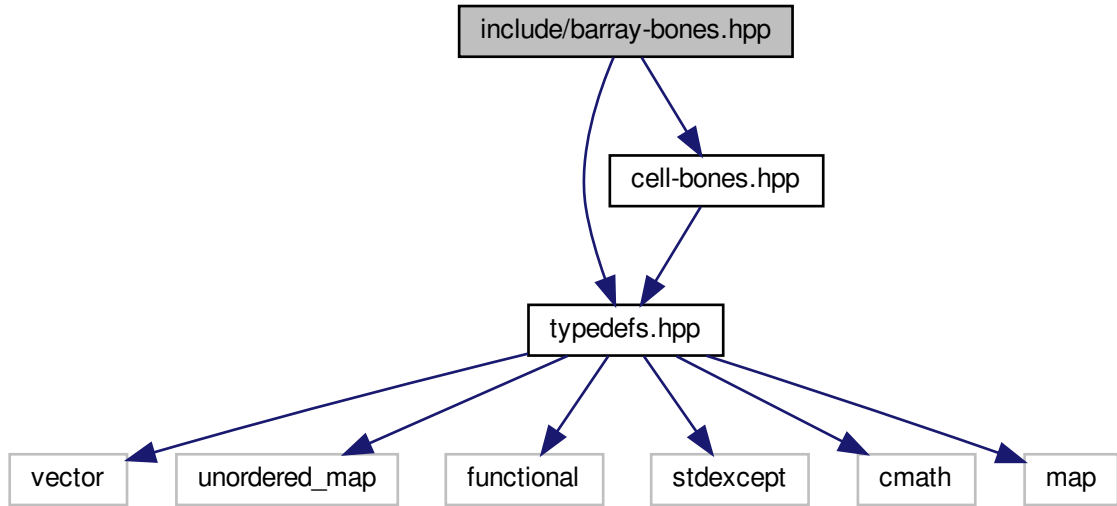 include/barray-bones.hpp
cell-bones.hpp
typedefs.hpp
vector
unordered_map
functional
stdexcept
cmath
map